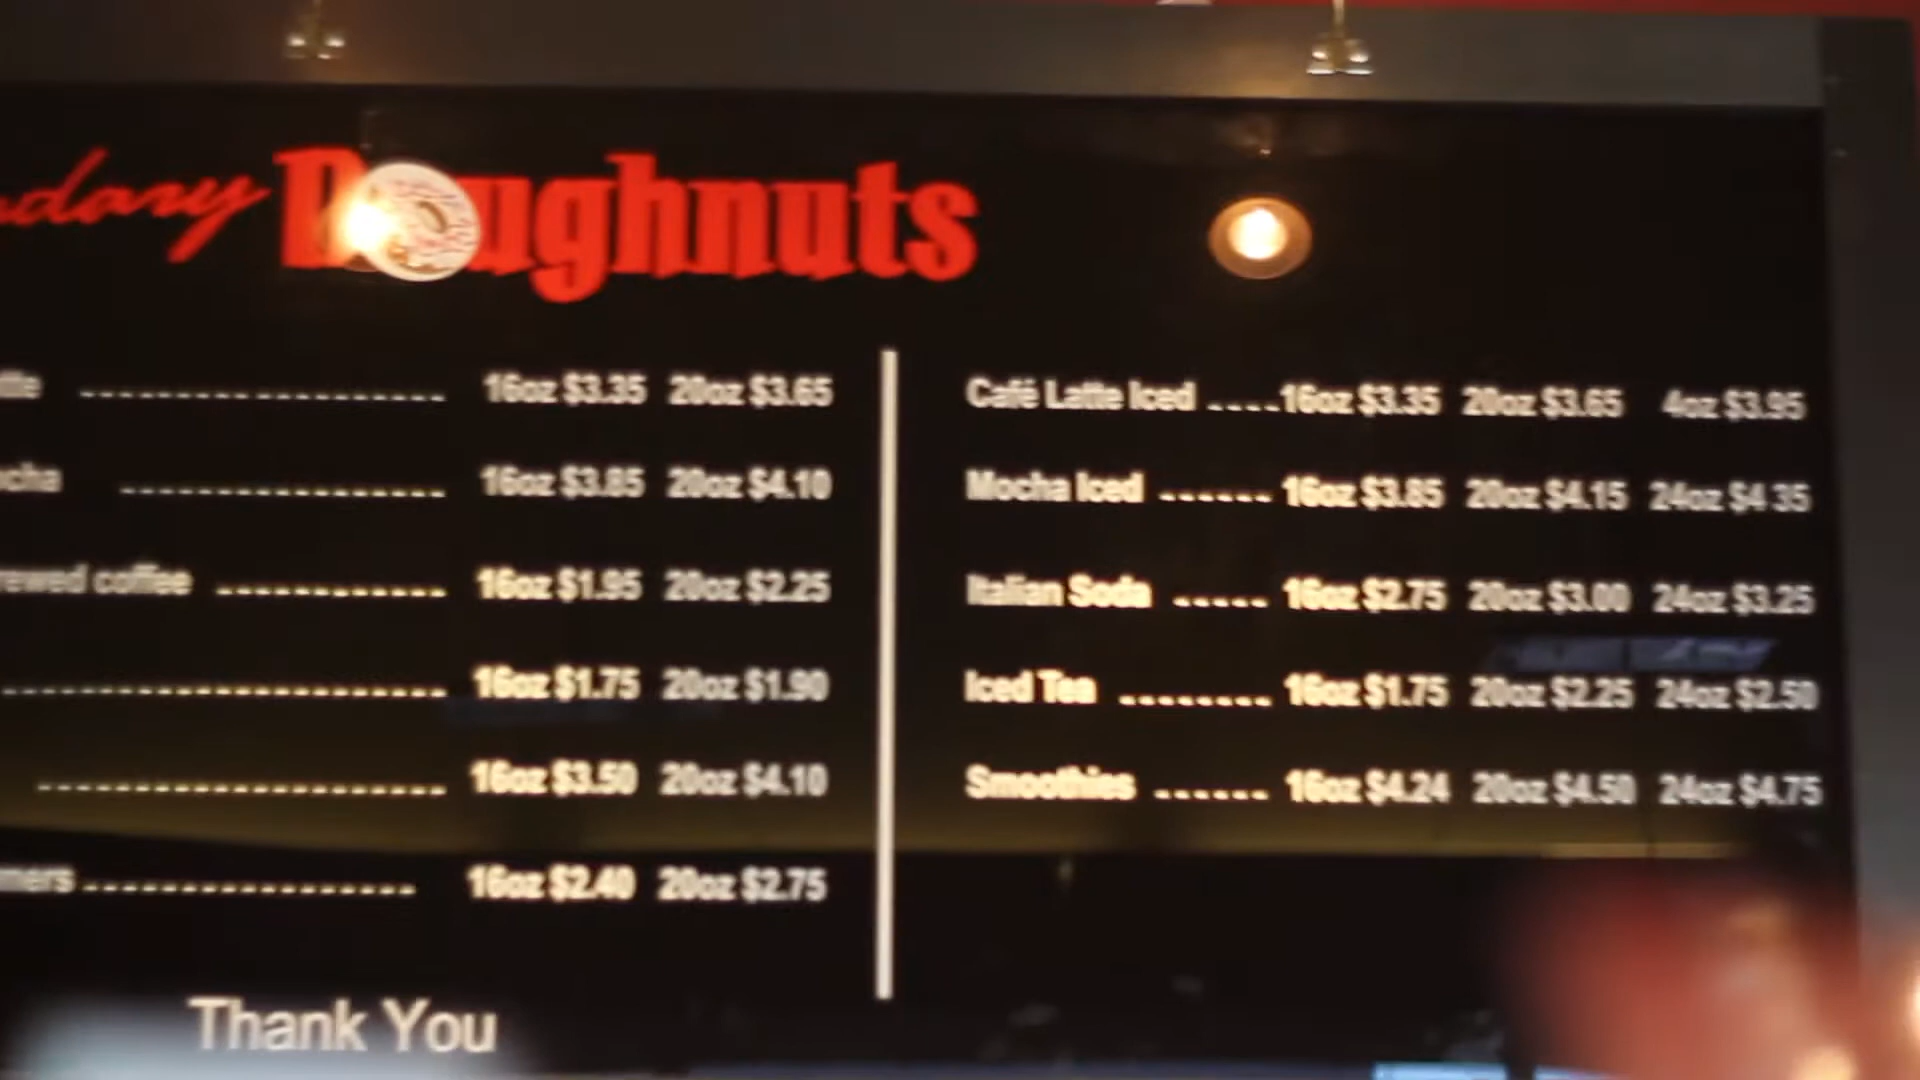 Doughnuts
16oz $3.35 20oz $3.65
16oz $3.85 20oz $4.10
coffee 16oz $1.95 20oz $2.25
16oz $1.75 20oz $1.90
16oz $3.50 20oz $4.10
16oz $2.40 20oz $2.75
Thank You
Café Latte Iced ....16oz $3.35 20oz $3.65 4oz $3.95
Mocha Iced ...... 16oz $3.85 20oz $4.15 24oz $4 35
Italian Soda ..... 16oz $2.75 20oz $3.00 24oz $3.25
Iced Tea ........ 16oz $1.75 20oz $2.25 24oz $2.50
Smoothies ...... 16oz $4.24 20oz $4.50 24oz $4.75